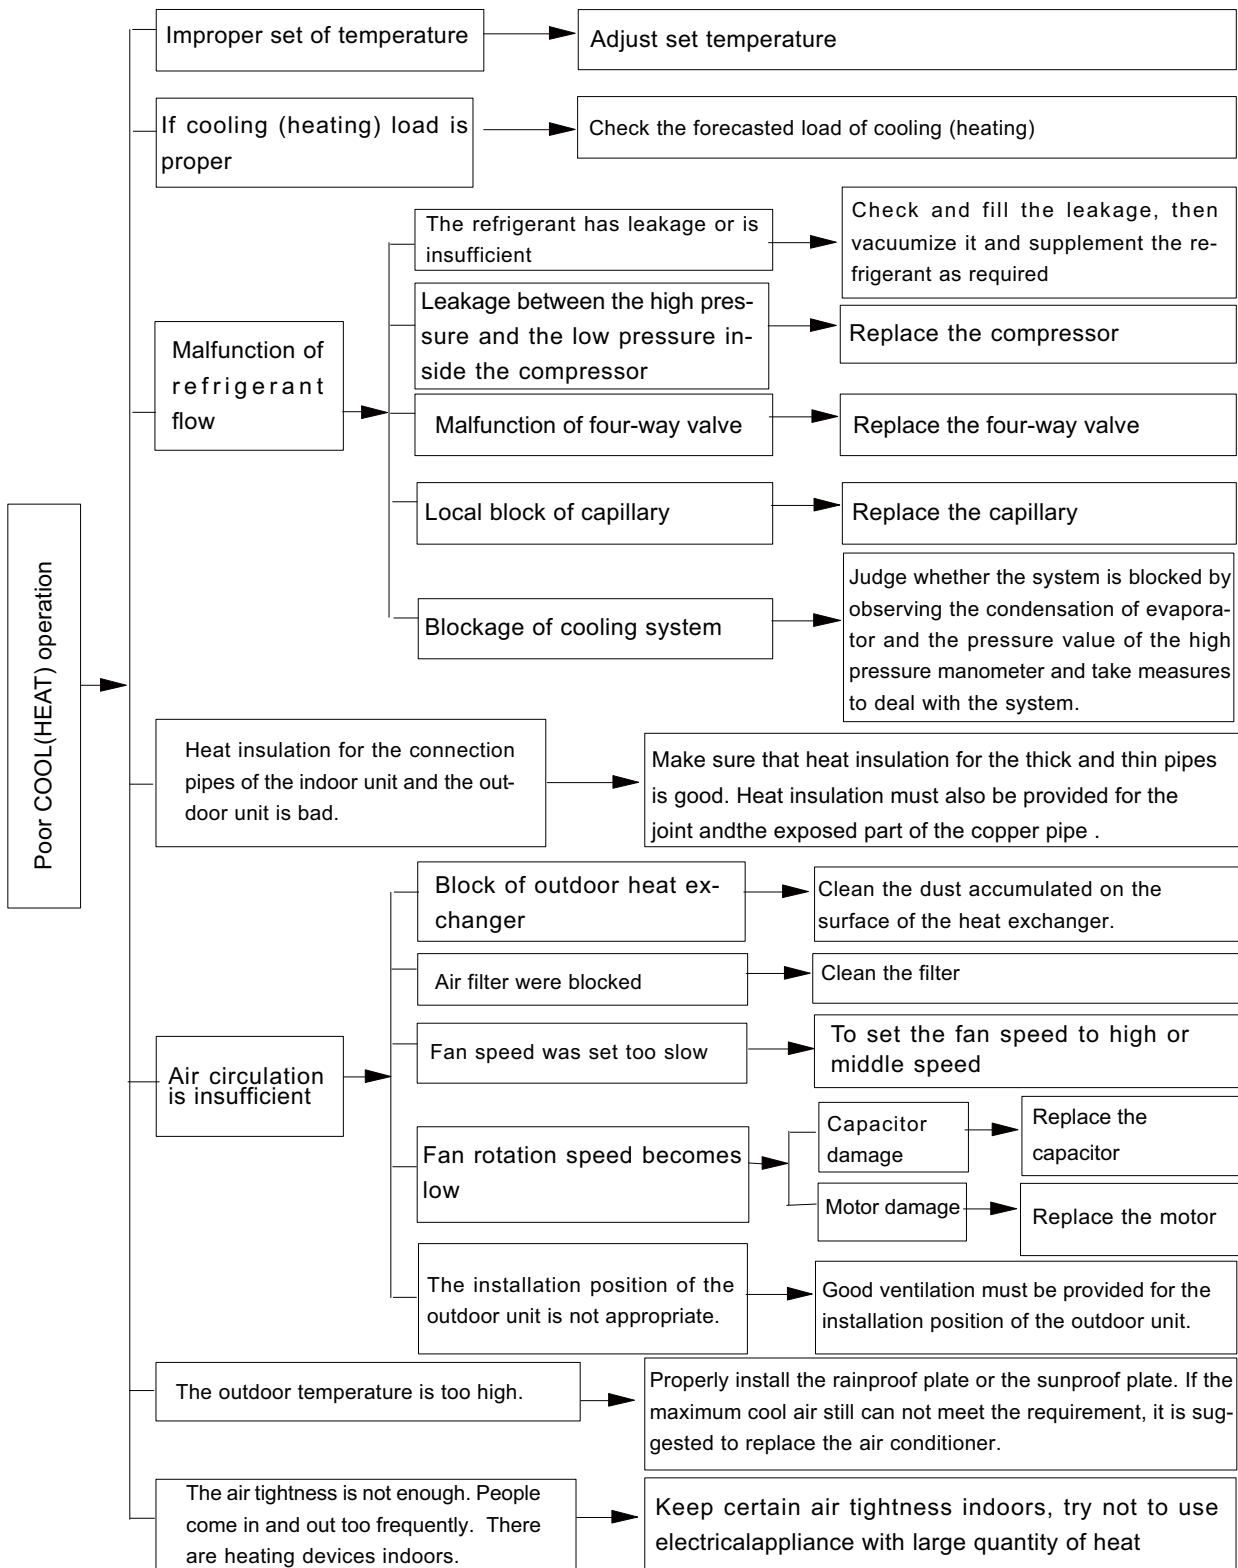 Poor COOL(HEAT) operation
Improper set of temperature
Adjust set temperature
If cooling (heating) load is
proper
Check the forecasted load of cooling (heating)
Malfunction of
refrigerant
flow
The refrigerant has leakage or is
insufficient
Check and fill the leakage, then
vacuumize it and supplement the re-
frigerant as required
Leakage between the high pres-
sure and the low pressure in-
side the compressor
Replace the compressor
Malfunction of four-way valve
Replace the four-way valve
Local block of capillary
Replace the capillary
Blockage of cooling system
Judge whether the system is blocked by
observing the condensation of evapora-
tor and the pressure value of the high
pressure manometer and take measures
to deal with the system.
Heat insulation for the connection
pipes of the indoor unit and the out-
door unit is bad.
Make sure that heat insulation for the thick and thin pipes
is good. Heat insulation must also be provided for the
joint andthe exposed part of the copper pipe .
Air circulation
is insufficient
Block of outdoor heat ex-
changer
Clean the dust accumulated on the
surface of the heat exchanger.
Air filter were blocked
Clean the filter
Fan speed was set too slow
To set the fan speed to high or
middle speed
Fan rotation speed becomes
low
Capacitor
damage
Replace the
capacitor
Motor damage
Replace the motor
The installation position of the
outdoor unit is not appropriate.
Good ventilation must be provided for the
installation position of the outdoor unit.
The outdoor temperature is too high.
Properly install the rainproof plate or the sunproof plate. If the
maximum cool air still can not meet the requirement, it is sug-
gested to replace the air conditioner.
The air tightness is not enough. People
come in and out too frequently. There
are heating devices indoors.
Keep certain air tightness indoors, try not to use
electricalappliance with large quantity of heat